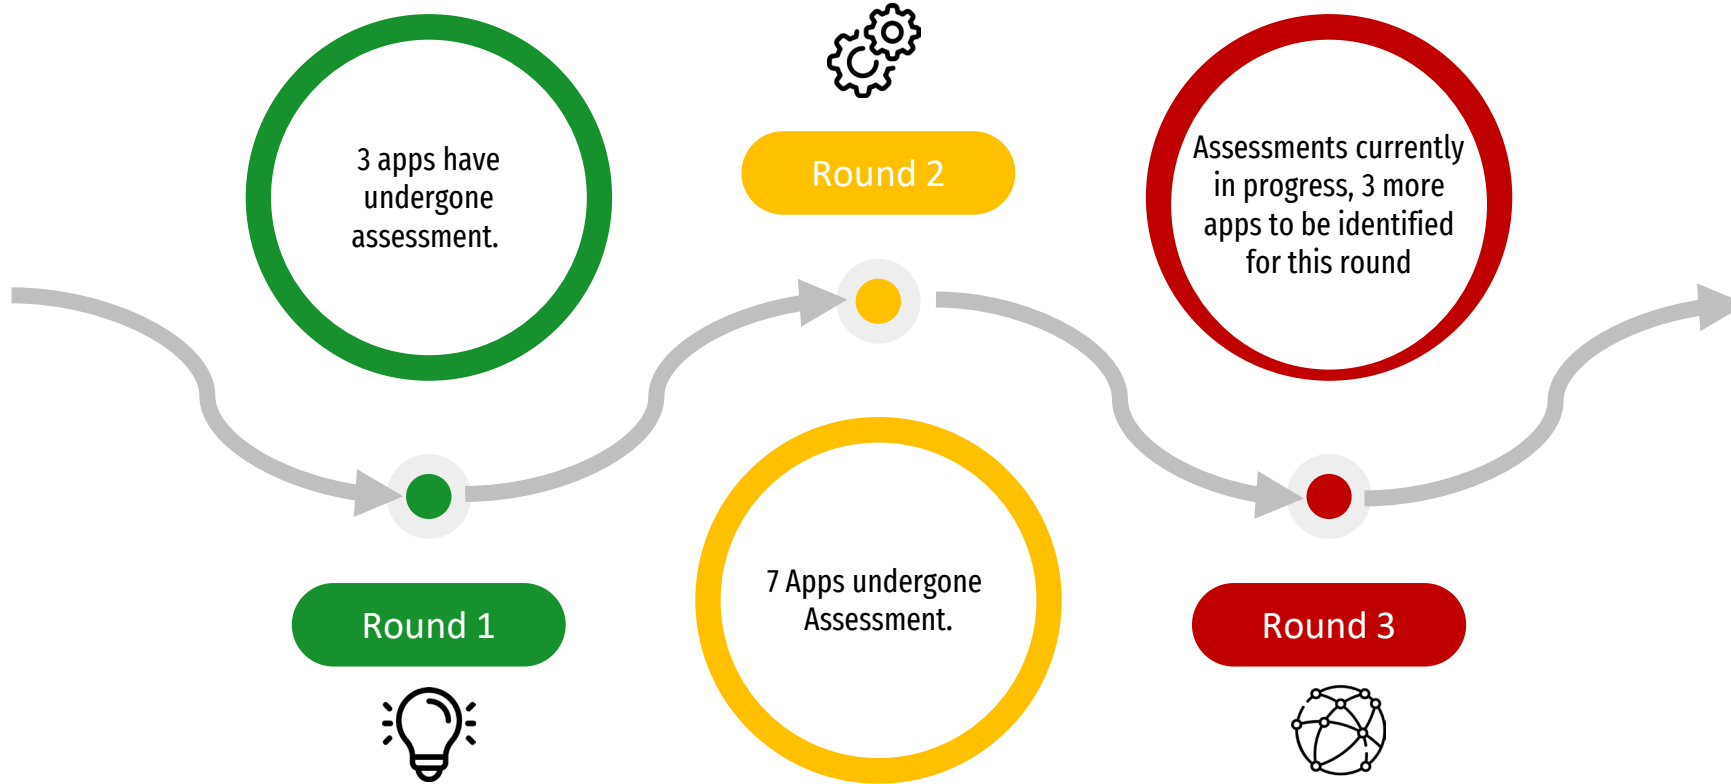 3 apps have
undergone
assessment.
Round 1
Round 2
7 Apps undergone
Assessment.
Assessments currently
in progress, 3 more
apps to be identified
for this round
Round 3